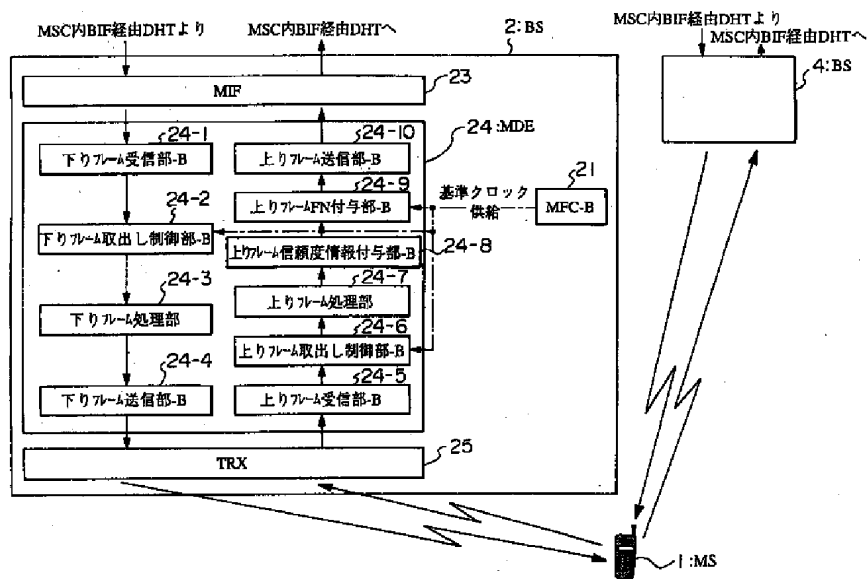 MSC内BIF経由DHTより
MSC内BIF経由DHTへ
2:BS
MIF
23
24:MDE
24-1
下りフレーム受信部-B
24-2
下りフレーム取出し制御部-B
24-3
下りフレーム処理部
24-4
下りフレーム送信部-B
24-10
上りフレーム送信部-B
24-9
上りフレームFN付与部-B
上りフレーム信頼度情報付与部-B
24-8
24-7
上りフレーム処理部
24-6
上りフレーム取出し制御部-B
24-5
上りフレーム受信部-B
基準クロック
供給
21
MFC-B
TRX
25
MSC内BIF経由DHTより
MSC内BIF経由DHTへ
4:BS
1:MS